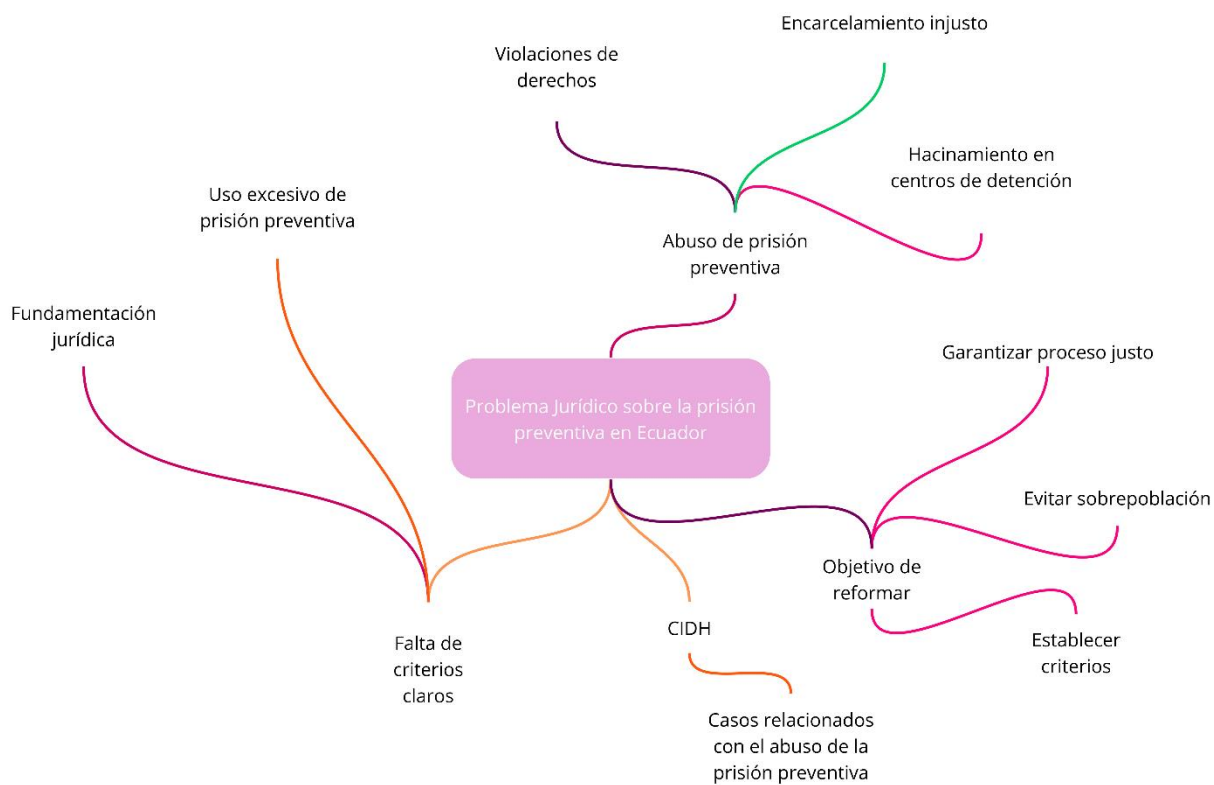 Encarcelamiento injusto
Violaciones de
derechos
Hacinamiento en
centros de detención
Uso excesivo de
prisión preventiva
Abuso de prisión
preventiva
Fundamentación
jurídica
Garantizar proceso justo
Problema Jurídico sobre la prisión
preventiva en Ecuador
Evitar sobrepoblación
Objetivo de
reformar
CIDH
Establecer
criterios
Falta de
criterios
claros
Casos relacionados
con el abuso de la
prisión preventiva